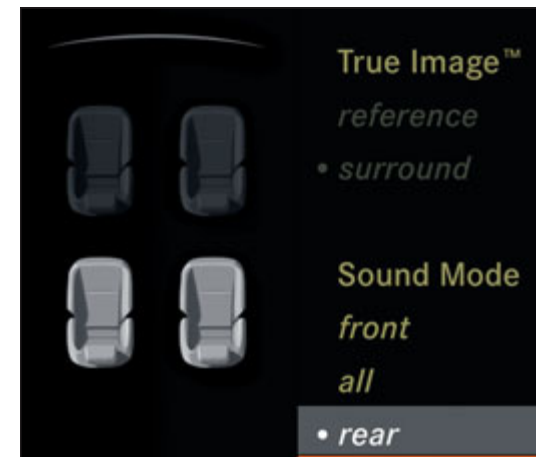 True Image™
reference
• surround
Sound Mode
front
all
• rear